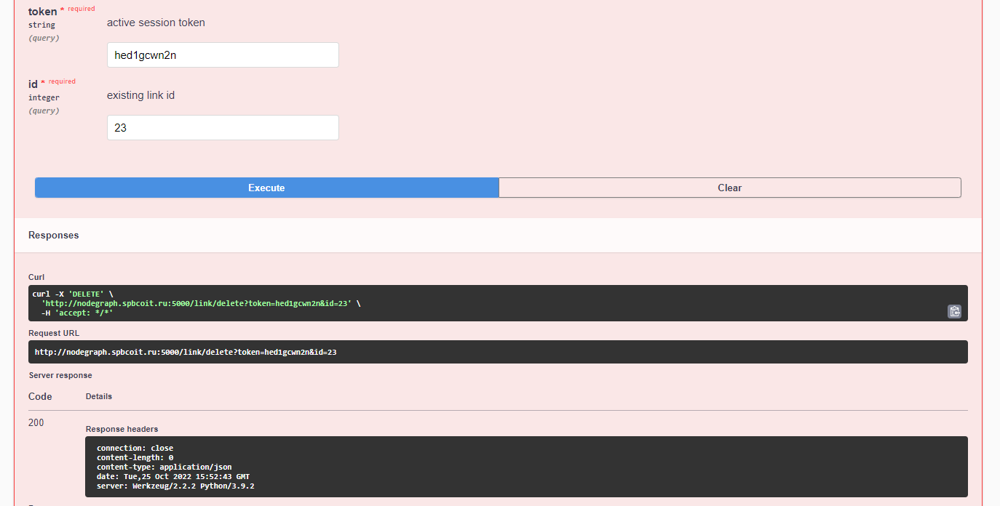 token * required
string
(query)
active session token
hed1gcwn2n
id * required
integer
(query)
existing link id
23
Execute
Clear
Responses
Curl
curl -X 'DELETE' \
'http://nodegraph.spbcoit.ru:5000/link/delete?token=hed1gcwn2n&id=23' \
-H 'accept: */*'
Request URL
http://nodegraph.spbcoit.ru:5000/link/delete?token=hed1gcwn2n&id=23
Server response
Code
Details
200
Response headers
connection: close
content-length: 0
content-type: application/json
date: Tue,25 Oct 2022 15:52:43 GMT
server: Werkzeug/2.2.2 Python/3.9.2